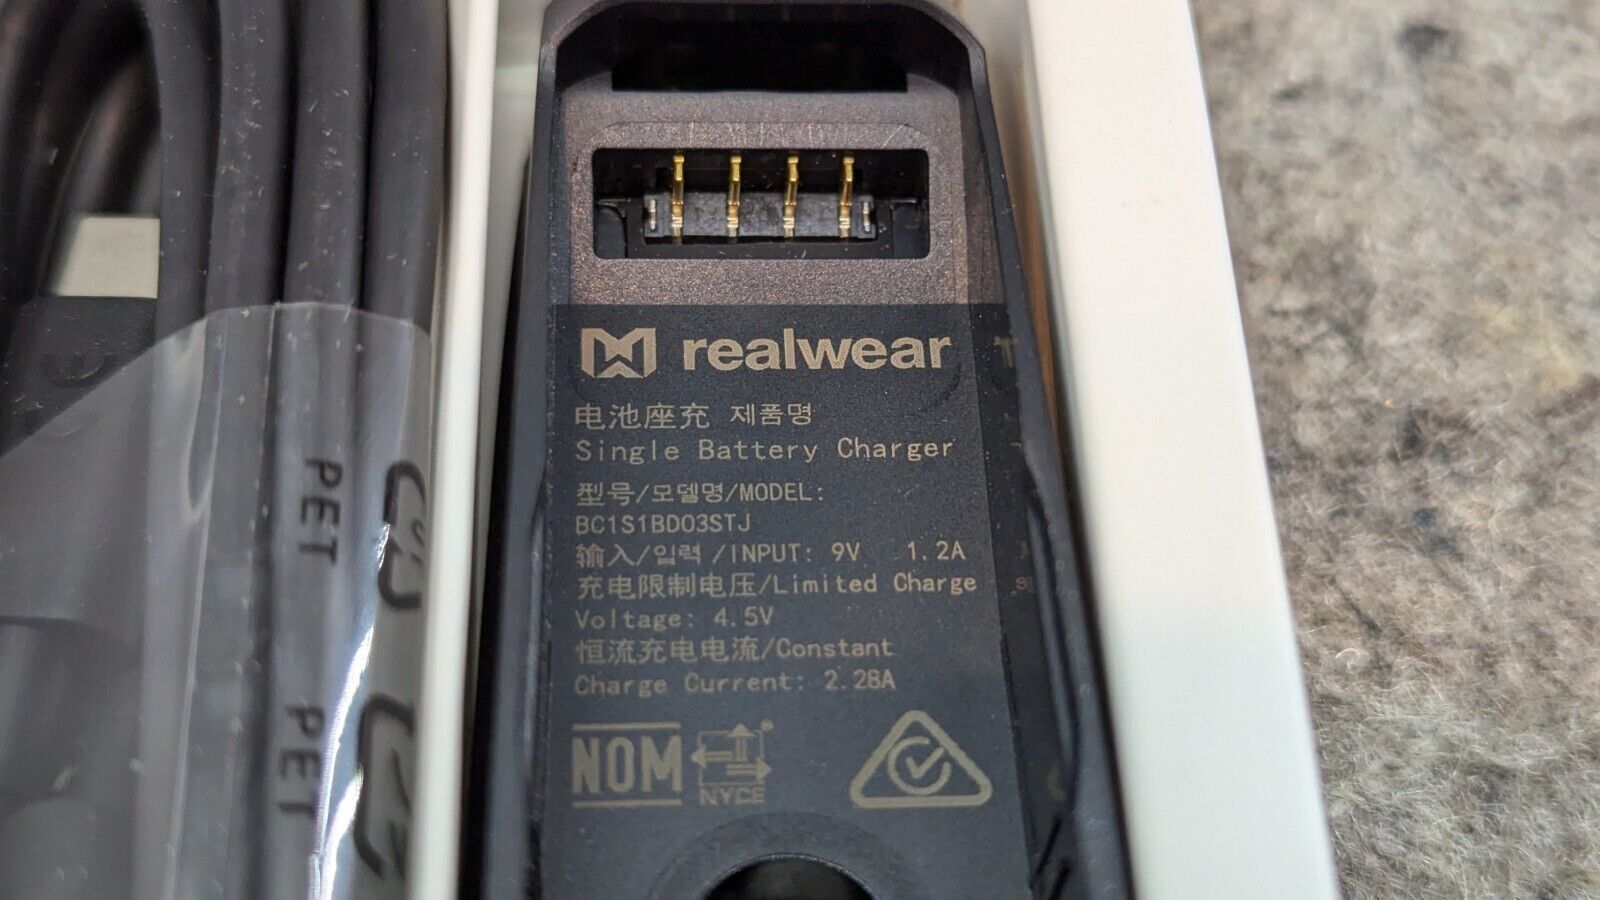 realwear
电池座充 제품명
Single Battery Charger
型号/모델명/MODEL:
BC1S1BD03STJ
输入/입력 /INPUT: 9V 1.2A
充电限制电压/Limited Charge
Voltage: 4.5V
恒流充电电流/Constant
Charge Current: 2.28A
NOM
NYCE
PET
PET